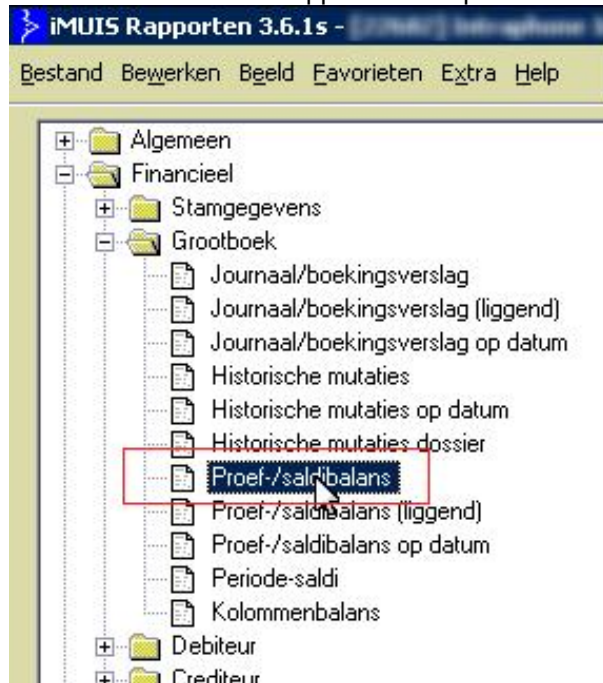 iMUIS Rapporten 3.6.1s -
Bestand Bewerken Beeld Favorieten Extra Help
Algemeen
Financieel
Stamgegevens
Grootboek
Journaal/boekingsverslag
Journaal/boekingsverslag (liggend)
Journaal/boekingsverslag op datum
Historische mutaties
Historische mutaties op datum
Historische mutaties dossier
Proef-/saldibalans
Proef-/saldibalans (liggend)
Proef-/saldibalans op datum
Periode-saldi
Kolommenbalans
Debiteur
Crediteur